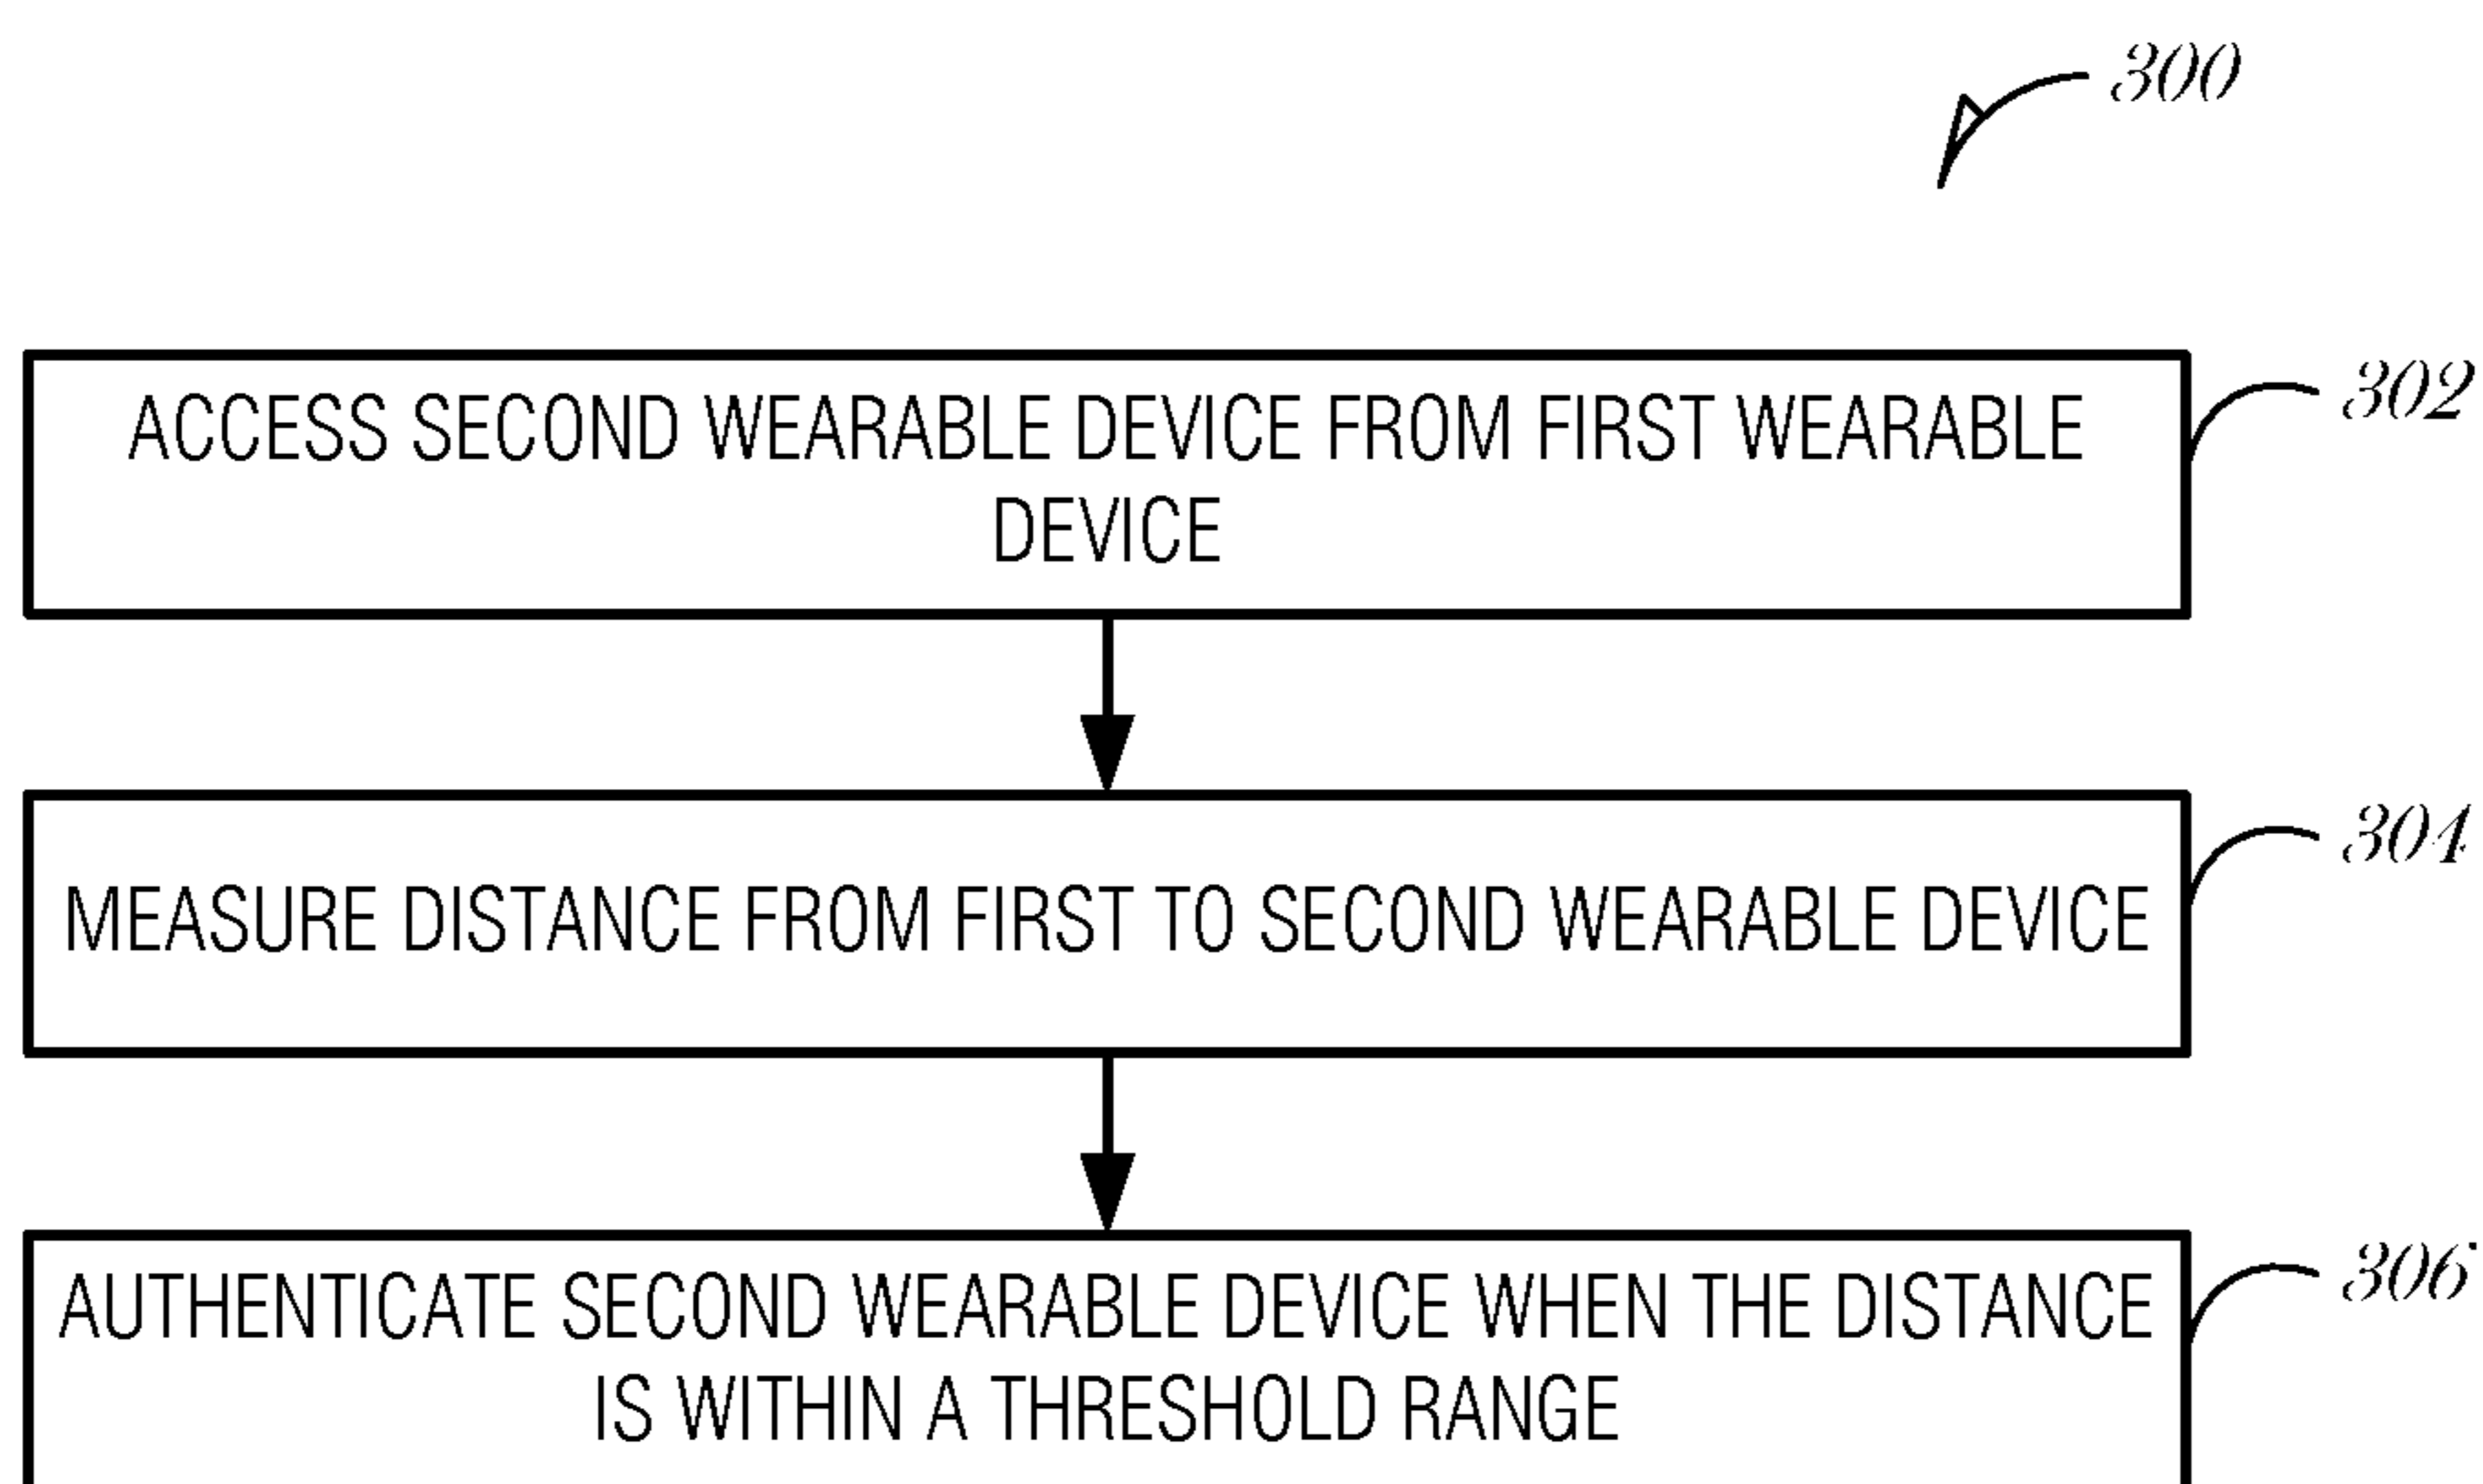 300
ACCESS SECOND WEARABLE DEVICE FROM FIRST WEARABLE
DEVICE
302
MEASURE DISTANCE FROM FIRST TO SECOND WEARABLE DEVICE
304
AUTHENTICATE SECOND WEARABLE DEVICE WHEN THE DISTANCE
IS WITHIN A THRESHOLD RANGE
306